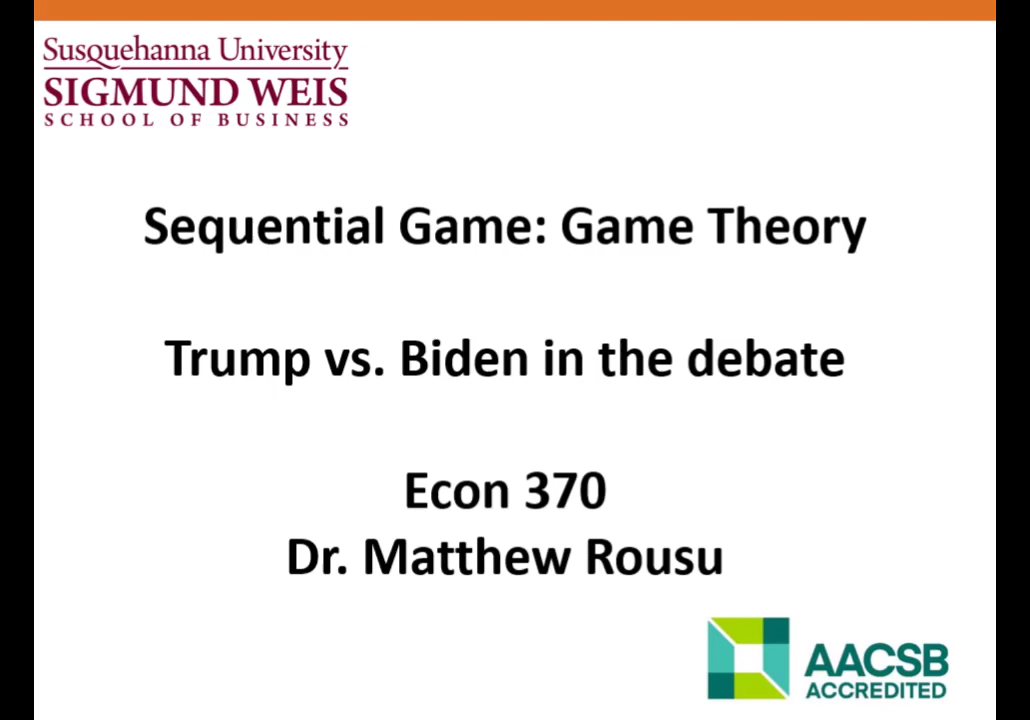 Susquehanna University
SIGMUND WEIS
SCHOOL OF BUSINESS
Sequential Game: Game Theory
Trump vs. Biden in the debate
Econ 370
Dr. Matthew Rousu
AACSB
ACCREDITED